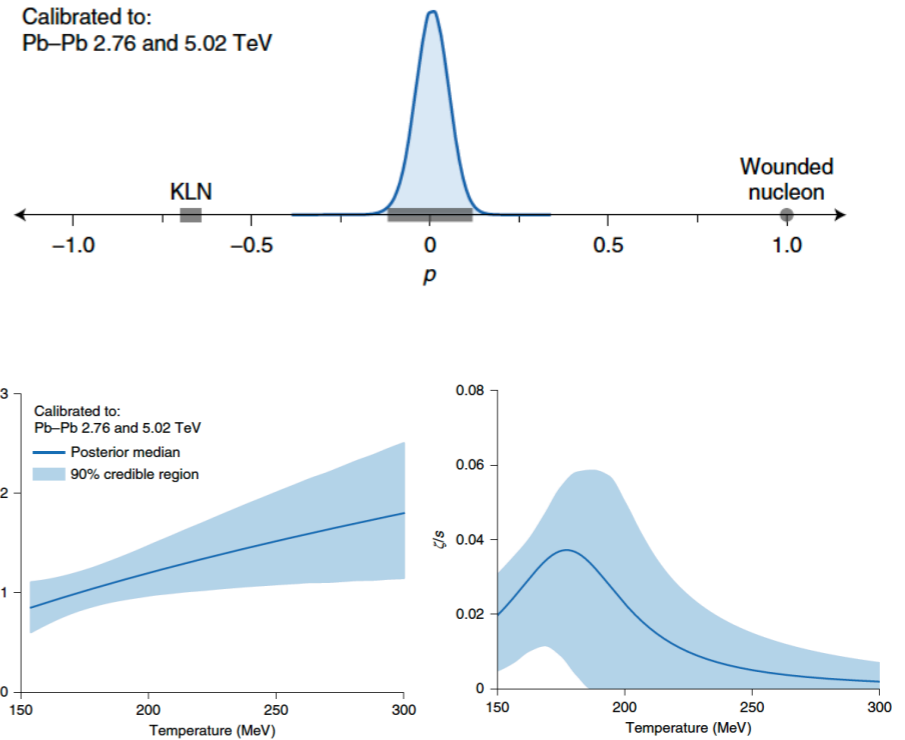 Calibrated to:
Pb–Pb 2.76 and 5.02 TeV
KLN
Wounded
nucleon
–1.0
–0.5
0
0.5
1.0
p
3
2
1
0
Calibrated to:
Pb–Pb 2.76 and 5.02 TeV
Posterior median
90% credible region
150
200
250
300
Temperature (MeV)
0.08
0.06
0.04
0.02
0
ζ/s
150
200
250
300
Temperature (MeV)